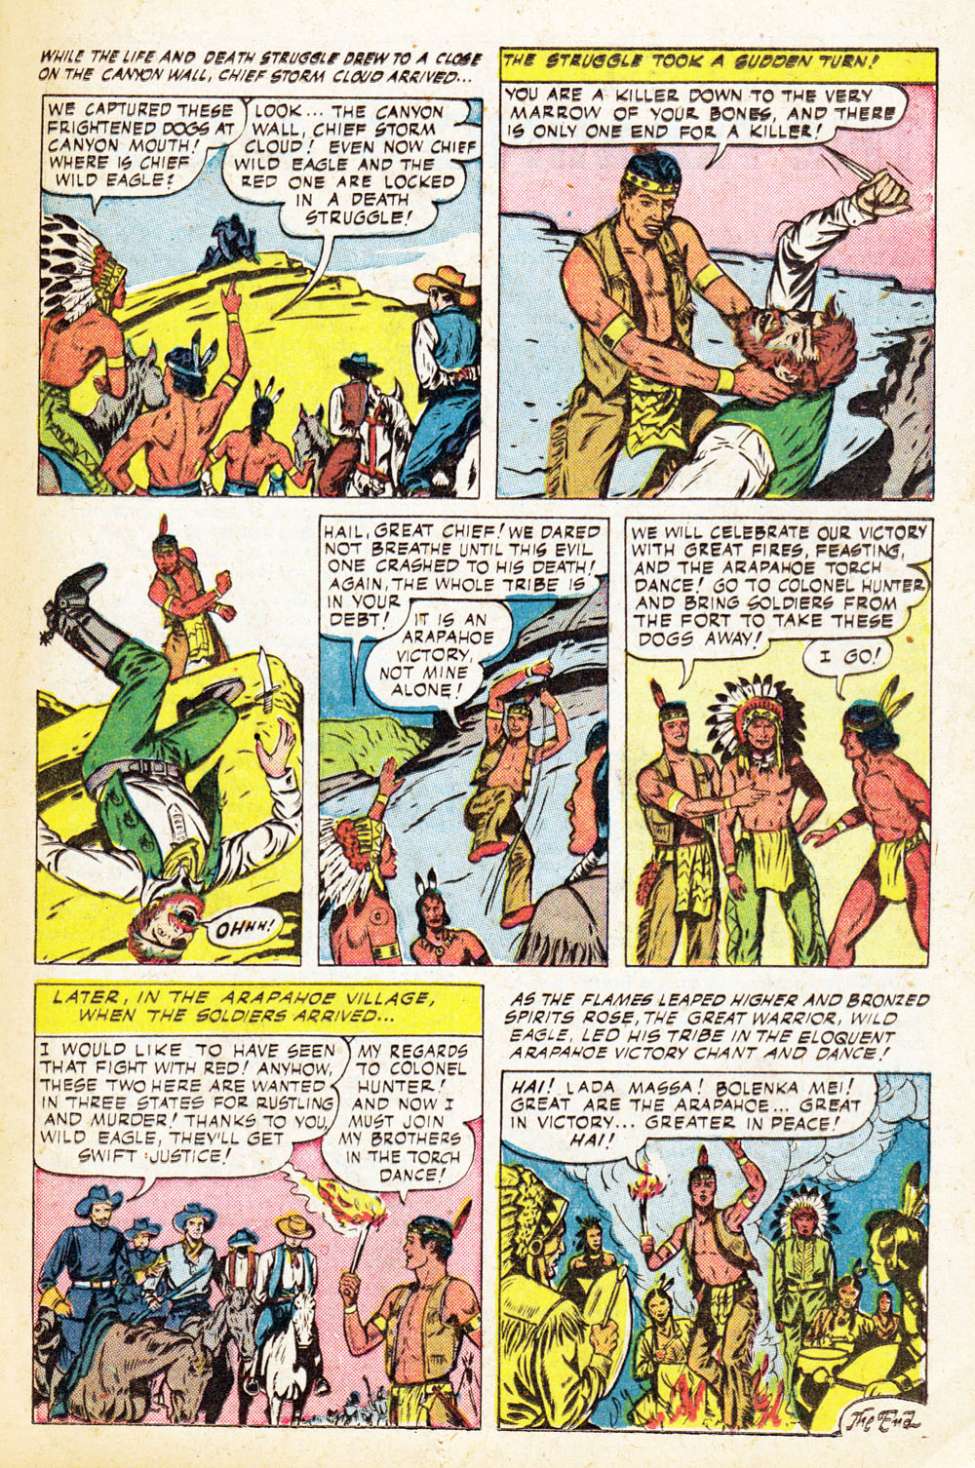 WHILE THE LIFE AND DEATH STRUGGLE DREW TO A CLOSE
ON THE CANYON WALL, CHIEF STORM CLOUD ARRIVED...
WE CAPTURED THESE
FRIGHTENED DOGS AT
CANYON MOUTH!
WHERE IS CHIEF
WILD EAGLE?
LOOK... THE CANYON
WALL, CHIEF STORM
CLOUD! EVEN NOW CHIEF
WILD EAGLE AND THE
RED ONE ARE LOCKED
IN A DEATH
STRUGGLE!
THE STRUGGLE TOOK A SUDDEN TURN!
YOU ARE A KILLER DOWN TO THE VERY
MARROW OF YOUR BONES, AND THERE
IS ONLY ONE END FOR A KILLER!
OHHH!
HAIL, GREAT CHIEF! WE DARED
NOT BREATHE UNTIL THIS EVIL
ONE CRASHED TO HIS DEATH!
AGAIN, THE WHOLE TRIBE IS
IN YOUR
DEBT!
IT IS AN
ARAPAHOE
VICTORY,
NOT MINE
ALONE!
WE WILL CELEBRATE OUR VICTORY
WITH GREAT FIRES, FEASTING,
AND THE ARAPAHOE TORCH
DANCE! GO TO COLONEL HUNTER
AND BRING SOLDIERS FROM
THE FORT TO TAKE THESE
DOGS AWAY!
I GO!
LATER, IN THE ARAPAHOE VILLAGE,
WHEN THE SOLDIERS ARRIVED...
I WOULD LIKE TO HAVE SEEN
THAT FIGHT WITH RED! ANYHOW,
THESE TWO HERE ARE WANTED
IN THREE STATES FOR RUSTLING
AND MURDER! THANKS TO YOU,
WILD EAGLE, THEY'LL GET
SWIFT JUSTICE!
MY REGARDS
TO COLONEL
HUNTER!
AND NOW I
MUST JOIN
MY BROTHERS
IN THE TORCH
DANCE!
AS THE FLAMES LEAPED HIGHER AND BRONZED
SPIRITS ROSE, THE GREAT WARRIOR, WILD
EAGLE, LED HIS TRIBE IN THE ELOQUENT
ARAPAHOE VICTORY CHANT AND DANCE!
HAI! LADA MASSA! BOLENKA MEI!
GREAT ARE THE ARAPAHOE... GREAT
IN VICTORY... GREATER IN PEACE!
HAI!
The End